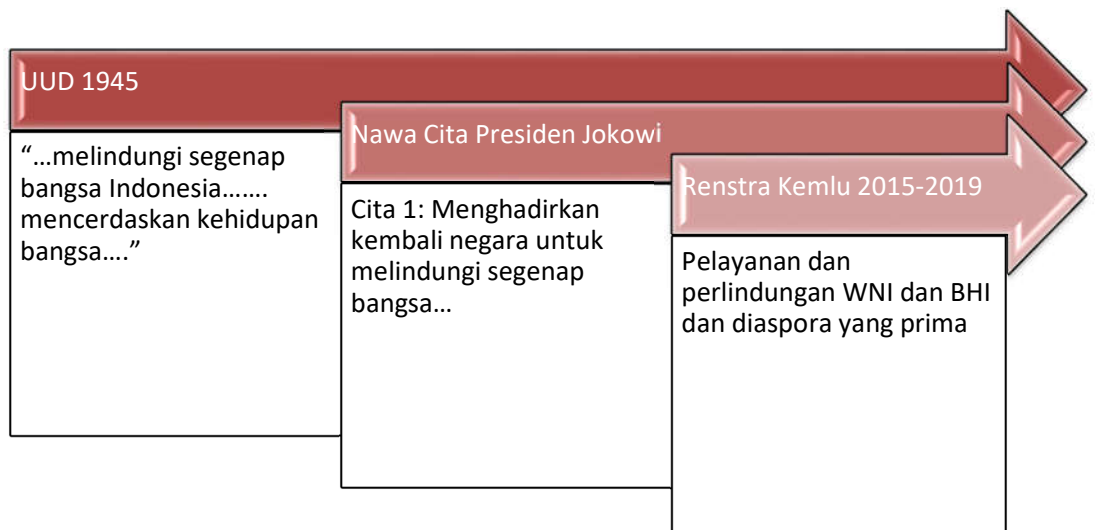 UUD 1945
“…melindungi segenap
bangsa Indonesia…….
mencerdaskan kehidupan
bangsa….”
Nawa Cita Presiden Jokowi
Cita 1: Menghadirkan
kembali negara untuk
melindungi segenap
bangsa…
Renstra Kemlu 2015-2019
Pelayanan dan
perlindungan WNI dan BHI
dan diaspora yang prima